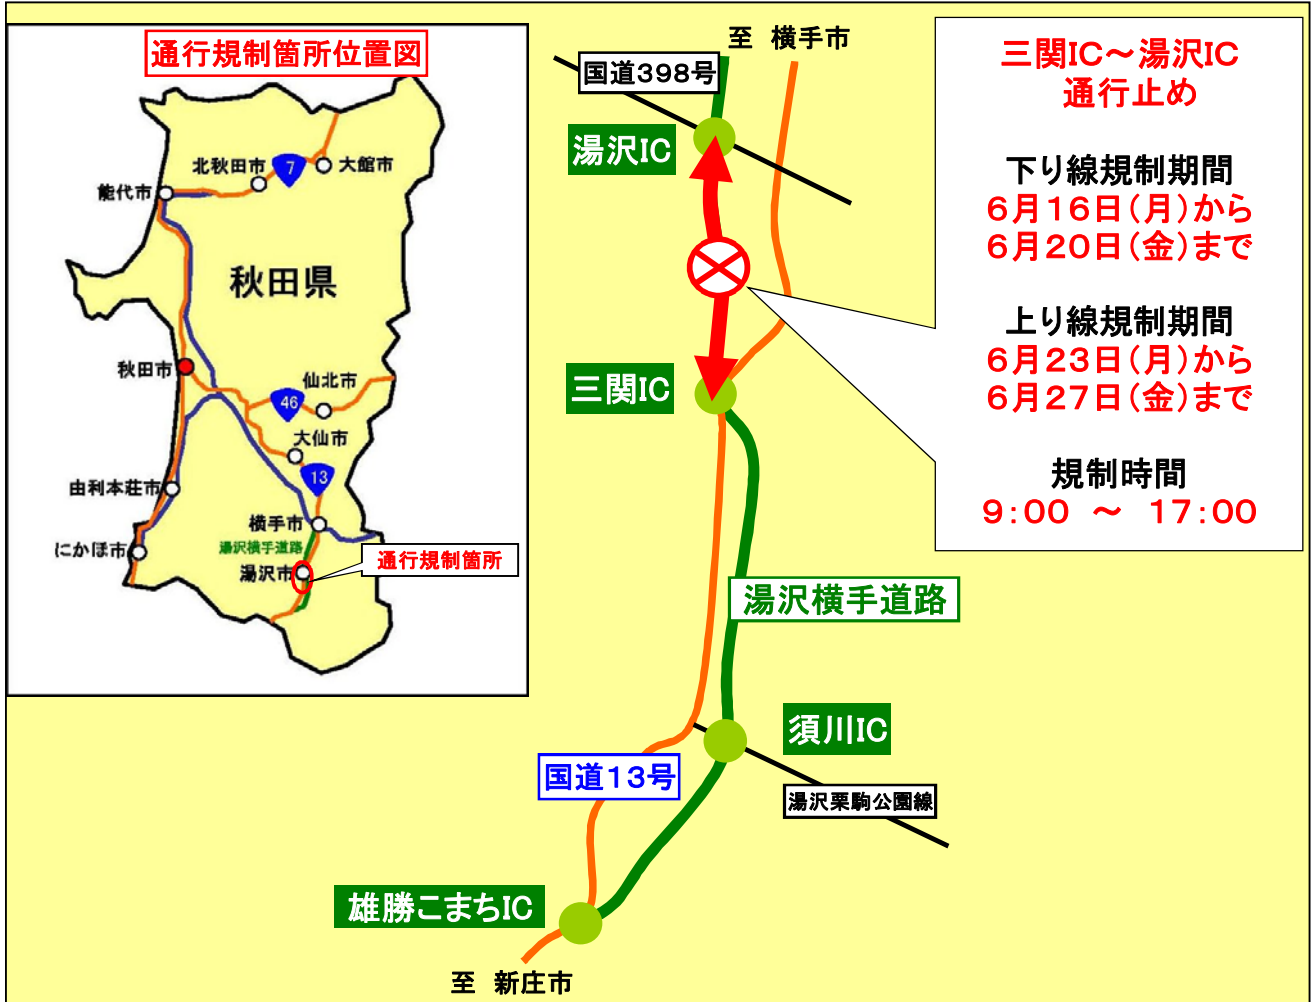 通行規制箇所位置図
北秋田市
7
大館市
能代市
秋田県
秋田市
仙北市
46
大仙市
13
由利本荘市
横手市
にかほ市
湯沢横手道路
湯沢市
通行規制箇所
至 横手市
国道398号
湯沢IC
三関IC
湯沢横手道路
須川IC
国道13号
湯沢栗駒公園線
雄勝こまちIC
至 新庄市
三関IC～湯沢IC
通行止め
下り線規制期間
6月16日(月)から
6月20日(金)まで
上り線規制期間
6月23日(月)から
6月27日(金)まで
規制時間
9:00 ～ 17:00